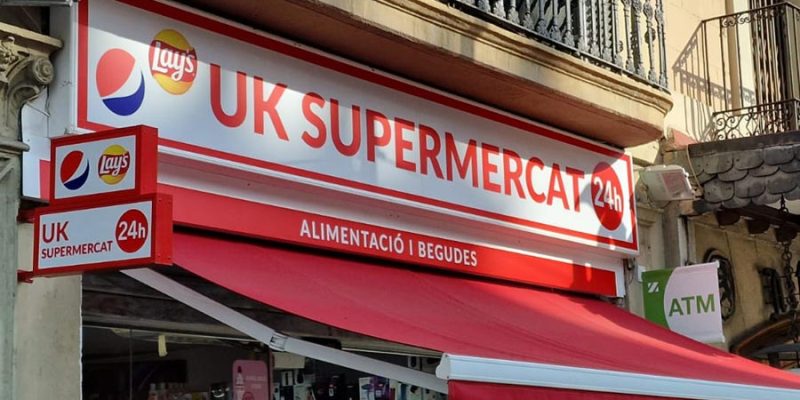 Lay's
UK SUPERMERCAT 24h
Lay's
UK
SUPERMERCAT
24h
ALIMENTACIÓ I BEGUDES
ATM